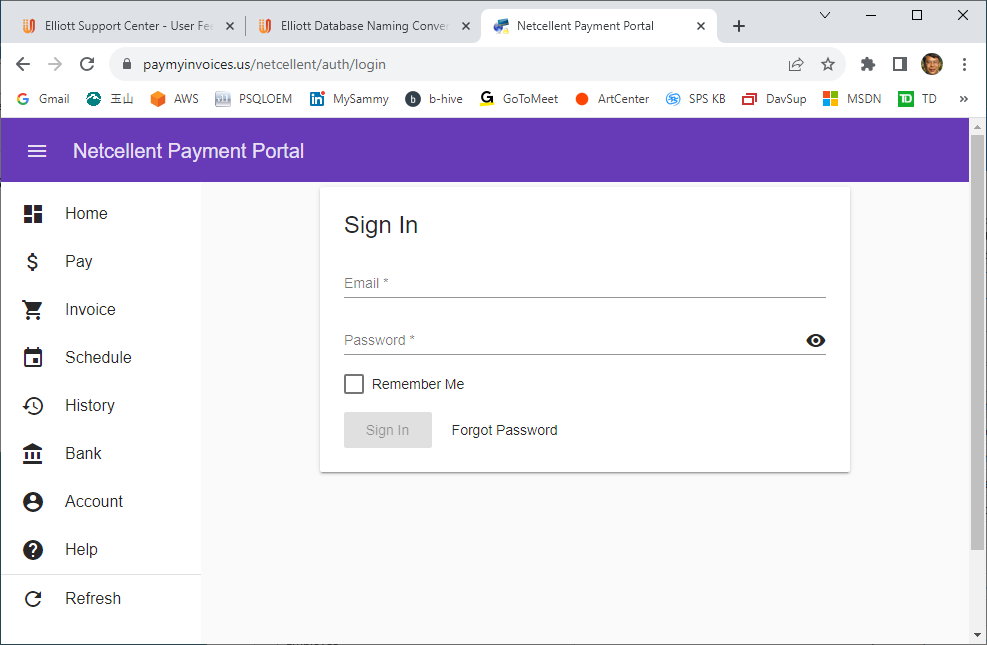 Elliott Support Center - User Fe
Elliott Database Naming Conver
Netcellent Payment Portal
paymyinvoices.us/netcellent/auth/login
Gmail 玉山 AWS PSQLOEM MySammy b b-hive GoToMeet ArtCenter SPS KB DavSup MSDN TD TD »
Netcellent Payment Portal
Home
Pay
Invoice
Schedule
History
Bank
Account
Help
Refresh
Sign In
Email *
Password *
Remember Me
Sign In Forgot Password